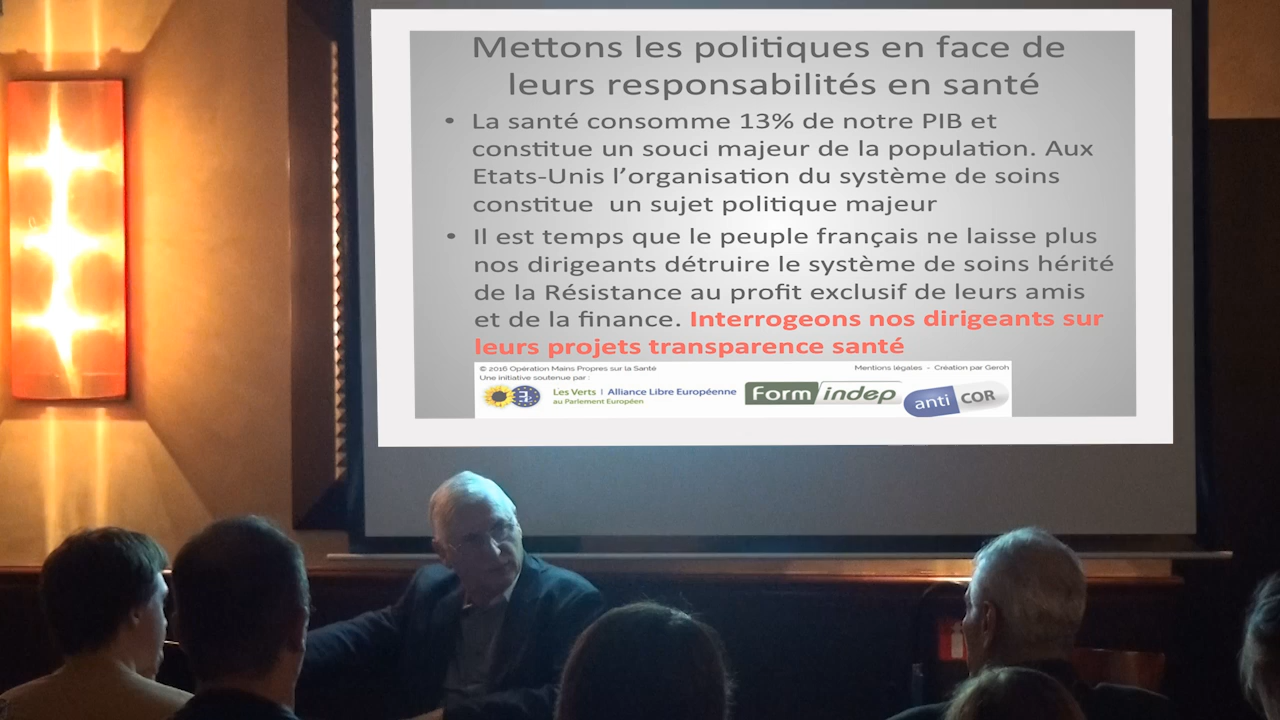 Mettons les politiques en face de
leurs responsabilités en santé
• La santé consomme 13% de notre PIB et
constitue un souci majeur de la population. Aux
Etats-Unis l’organisation du système de soins
constitue un sujet politique majeur
• Il est temps que le peuple français ne laisse plus
nos dirigeants détruire le système de soins hérité
de la Résistance au profit exclusif de leurs amis
et de la finance. Interrogeons nos dirigeants sur
leurs projets transparence santé
© 2016 Opération Mains Propres sur la Santé
Mentions légales - Création par Geroh
Une initiative soutenue par :
Les Verts | Alliance Libre Européenne
au Parlement Européen
Formindep
anti COR